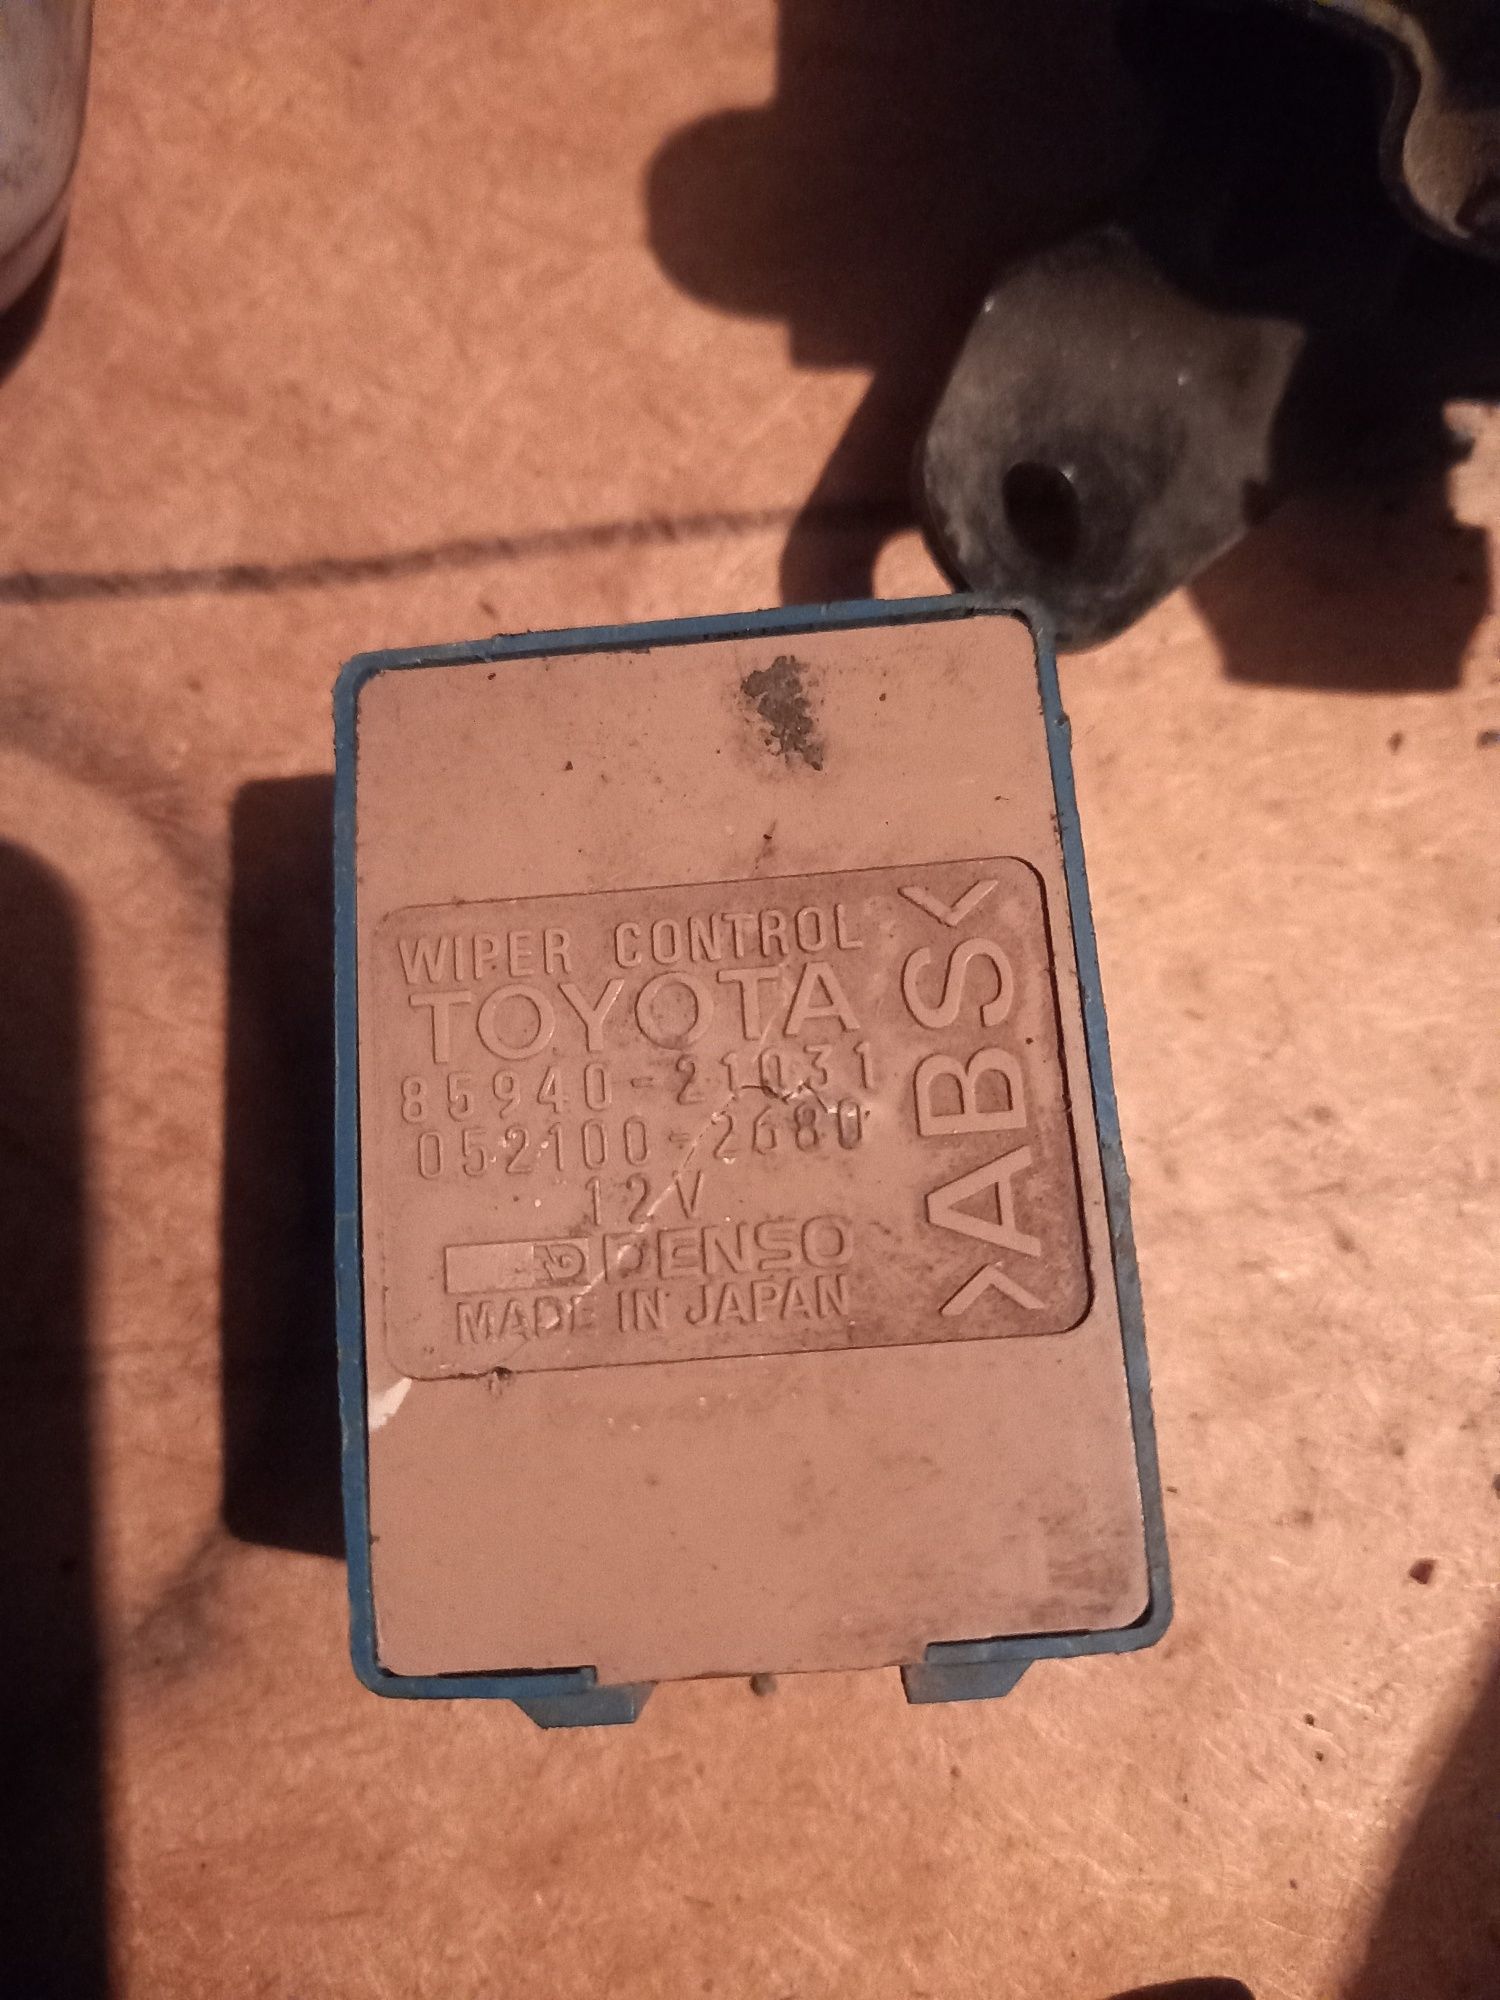 WIPER CONTROL
TOYOTA
85940-21031
052100-2680
12V
DENSO
MADE IN JAPAN
>ABS<